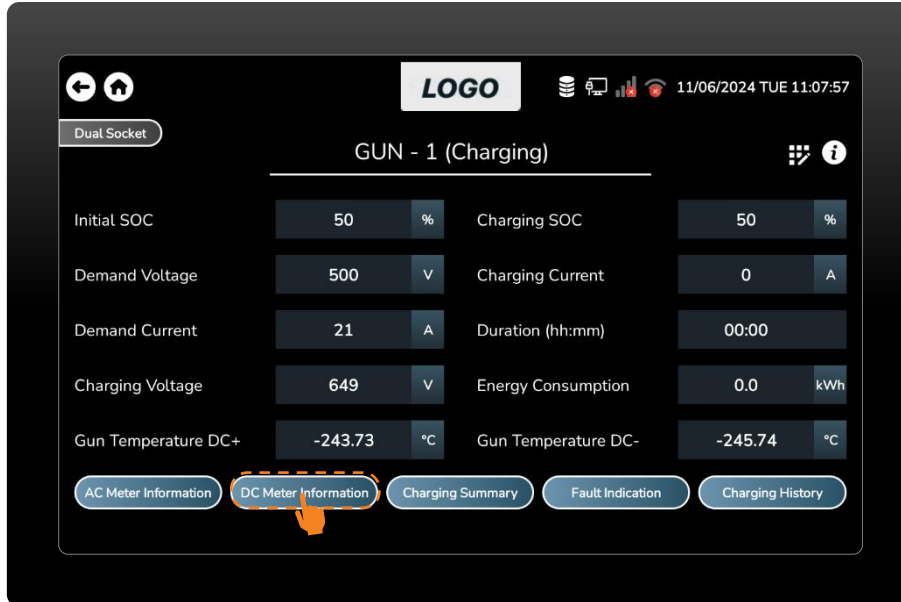 LOGO
11/06/2024 TUE 11:07:57
Dual Socket
GUN - 1 (Charging)
Initial SOC 50 % Charging SOC 50 %
Demand Voltage 500 V Charging Current 0 A
Demand Current 21 A Duration (hh:mm) 00:00
Charging Voltage 649 V Energy Consumption 0.0 kWh
Gun Temperature DC+ -243.73 °C Gun Temperature DC- -245.74 °C
AC Meter Information DC Meter Information Charging Summary Fault Indication Charging History